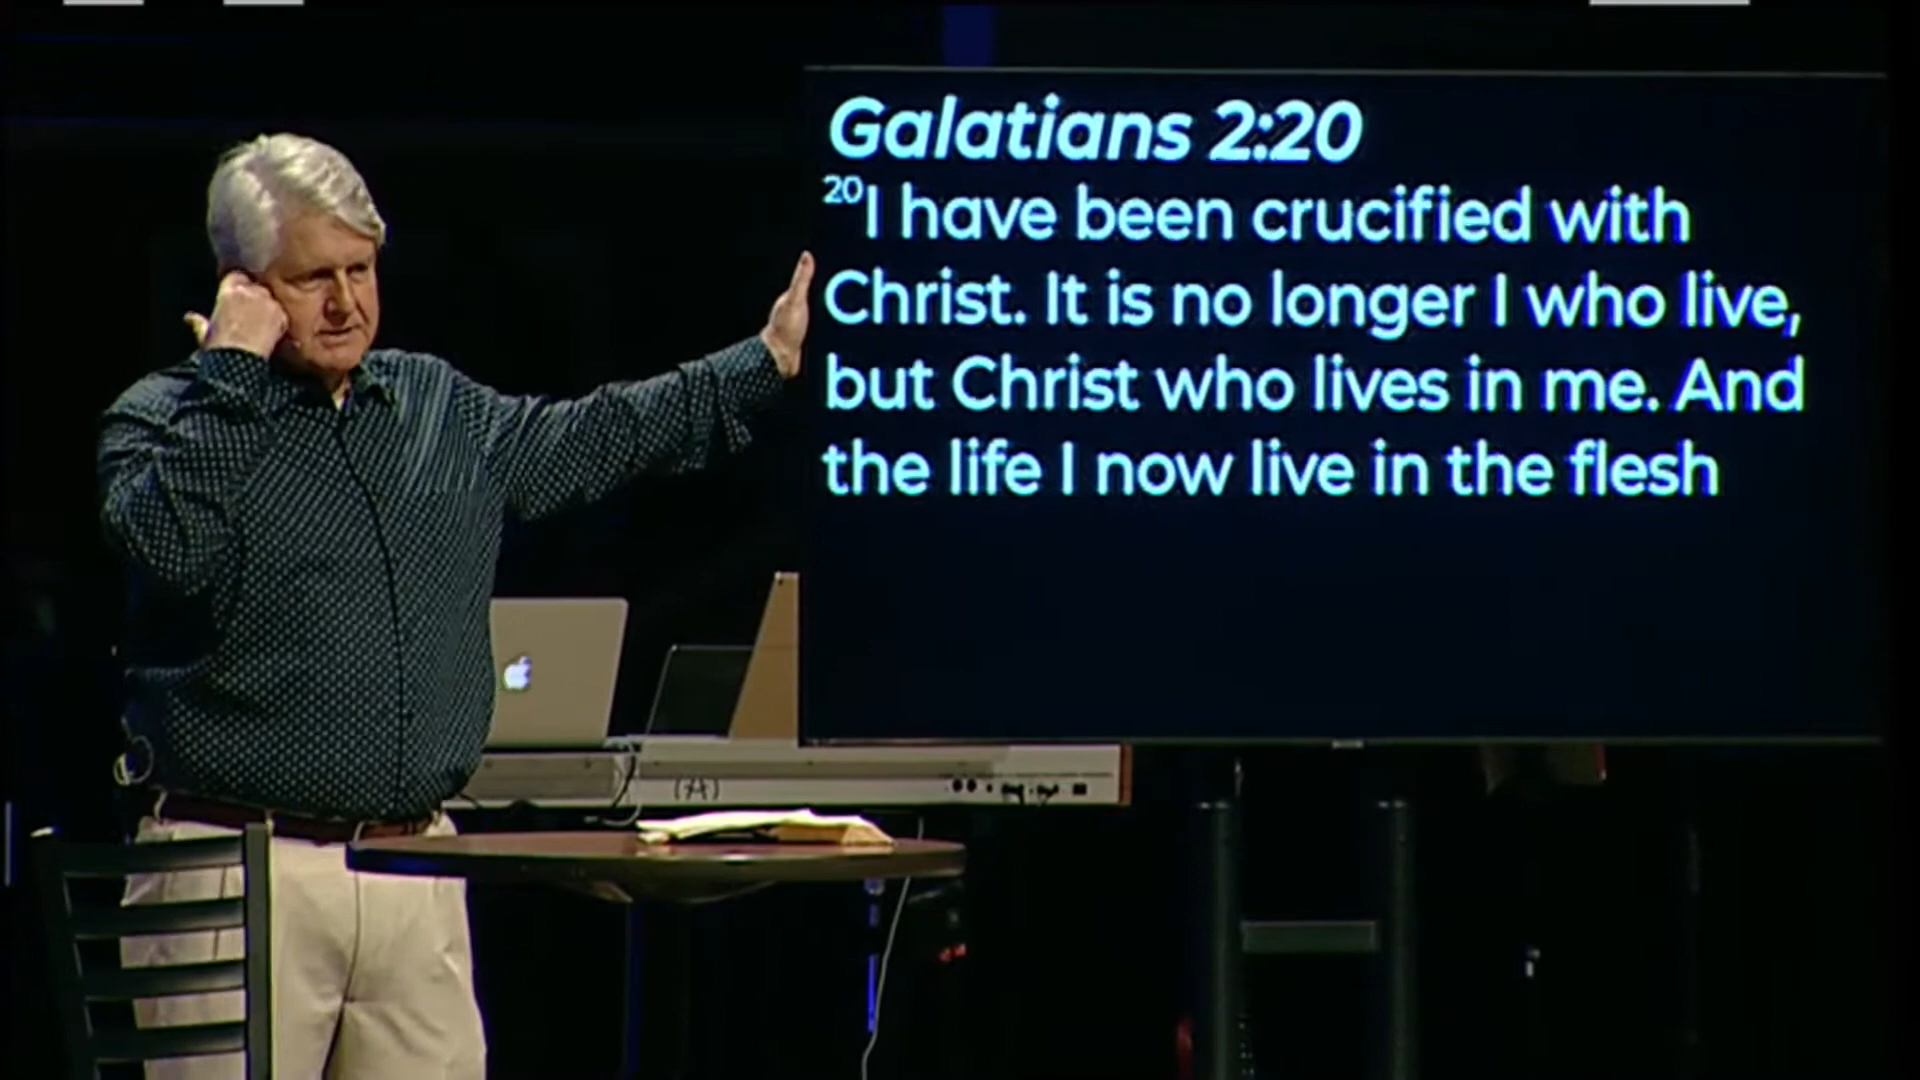 Galatians 2:20
20I have been crucified with
Christ. It is no longer I who live,
but Christ who lives in me. And
the life I now live in the flesh
(A)